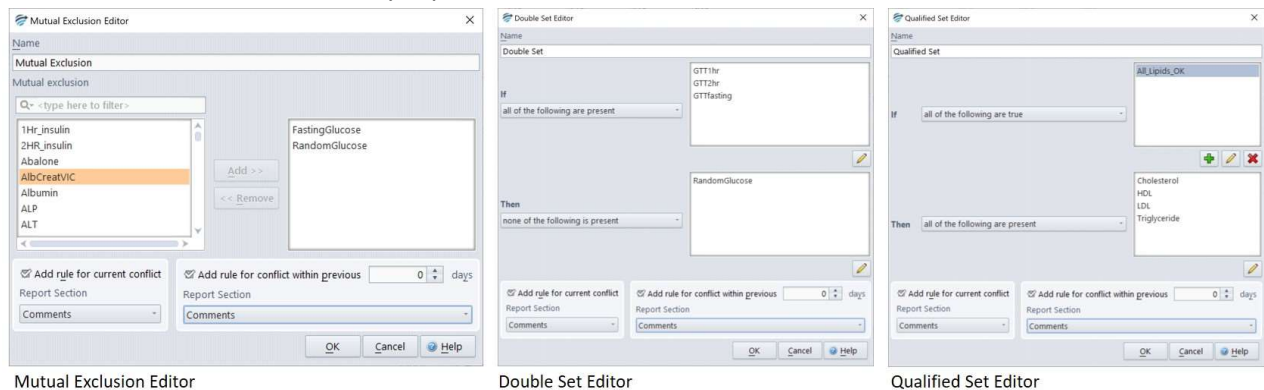 Mutual Exclusion Editor
Name
Mutual Exclusion
Mutual exclusion
<type here to filter>
1Hr_insulin
2HR_insulin
Abalone
AlbCreatVIC
Albumin
ALP
ALT
Add >>
<< Remove
FastingGlucose
RandomGlucose
Add rule for current conflict
Report Section
Comments
Add rule for conflict within previous 0 days
Report Section
Comments
OK Cancel Help
Mutual Exclusion Editor
Double Set Editor
Name
Double Set
If
all of the following are present
GTT1hr
GTT2hr
GTTfasting
Then
none of the following is present
RandomGlucose
Add rule for current conflict
Report Section
Comments
Add rule for conflict within previous 0 days
Report Section
Comments
OK Cancel Help
Double Set Editor
Qualified Set Editor
Name
Qualified Set
If all of the following are true
All_Lipids_OK
Then all of the following are present
Cholesterol
HDL
LDL
Triglyceride
Add rule for current conflict
Report Section
Comments
Add rule for conflict within previous 0 days
Report Section
Comments
OK Cancel Help
Qualified Set Editor